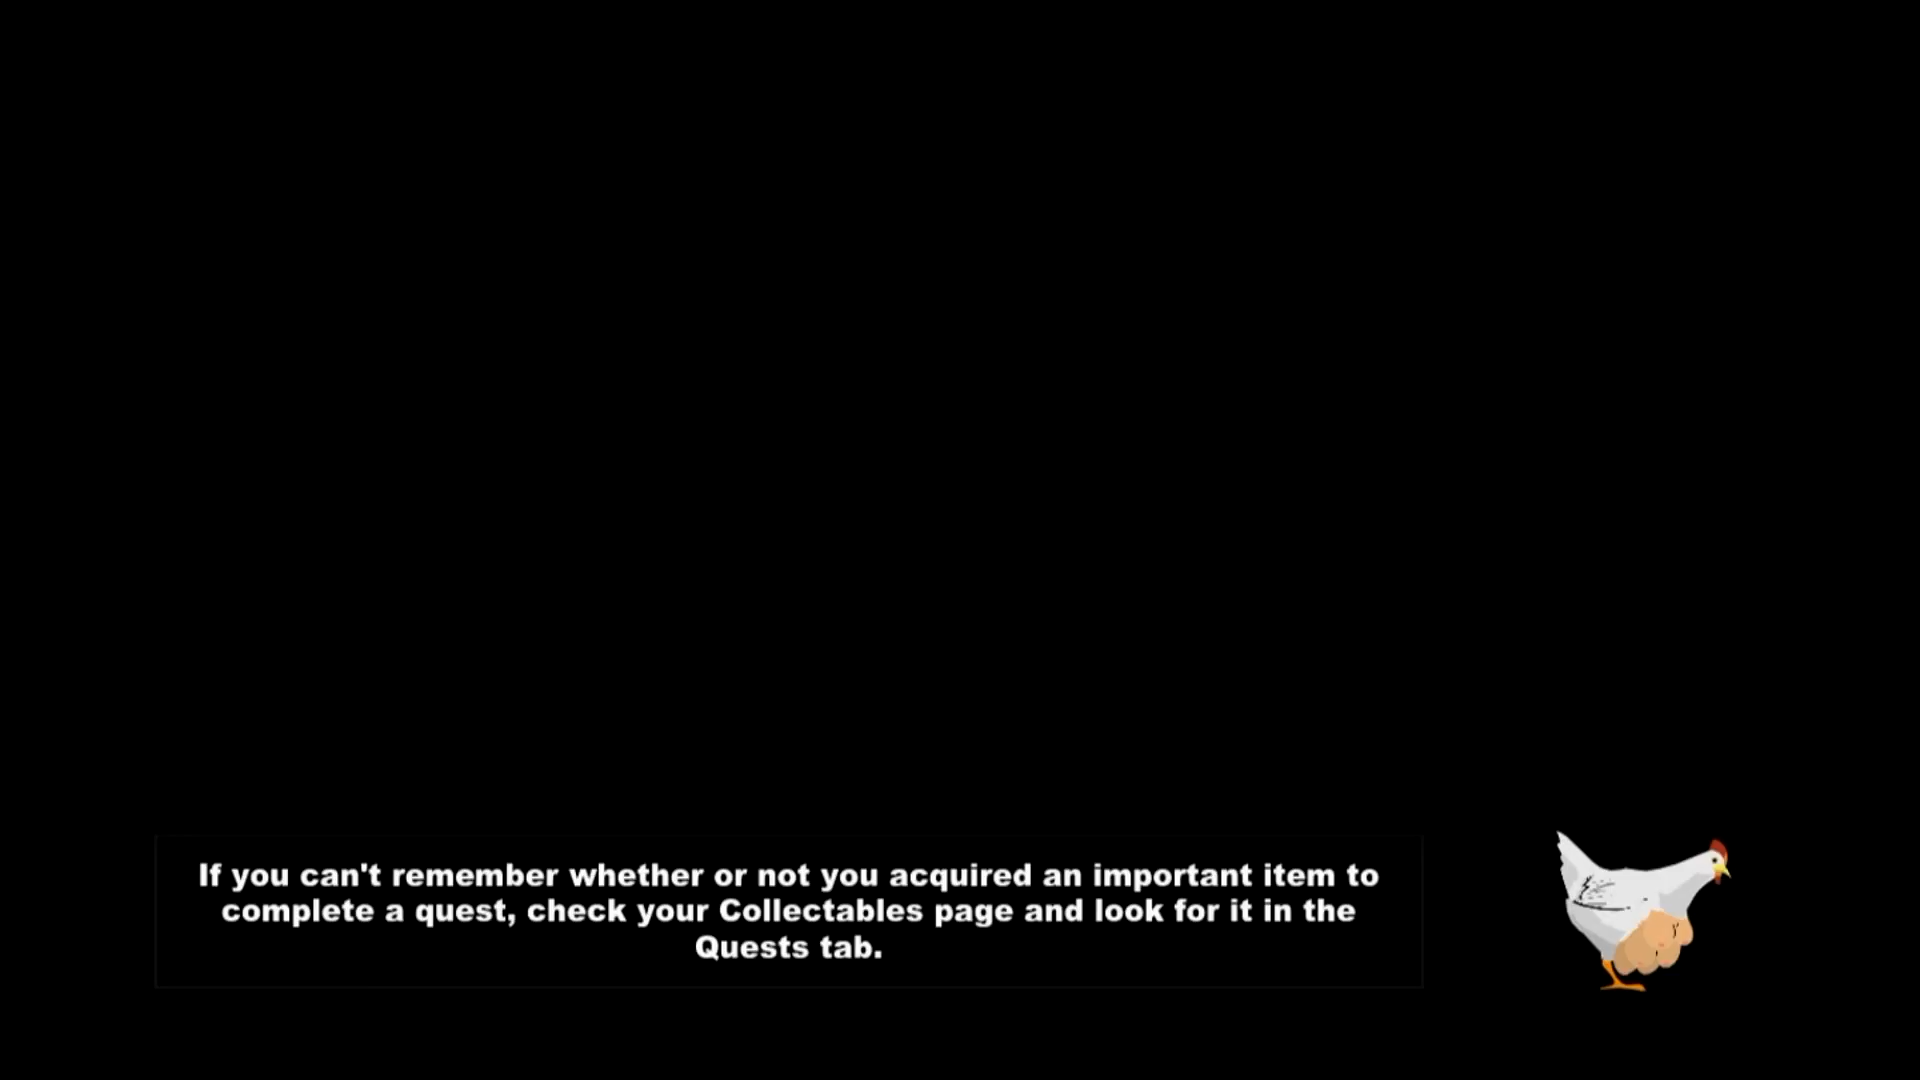 If you can't remember whether or not you acquired an important item to
complete a quest, check your Collectables page and look for it in the
Quests tab.